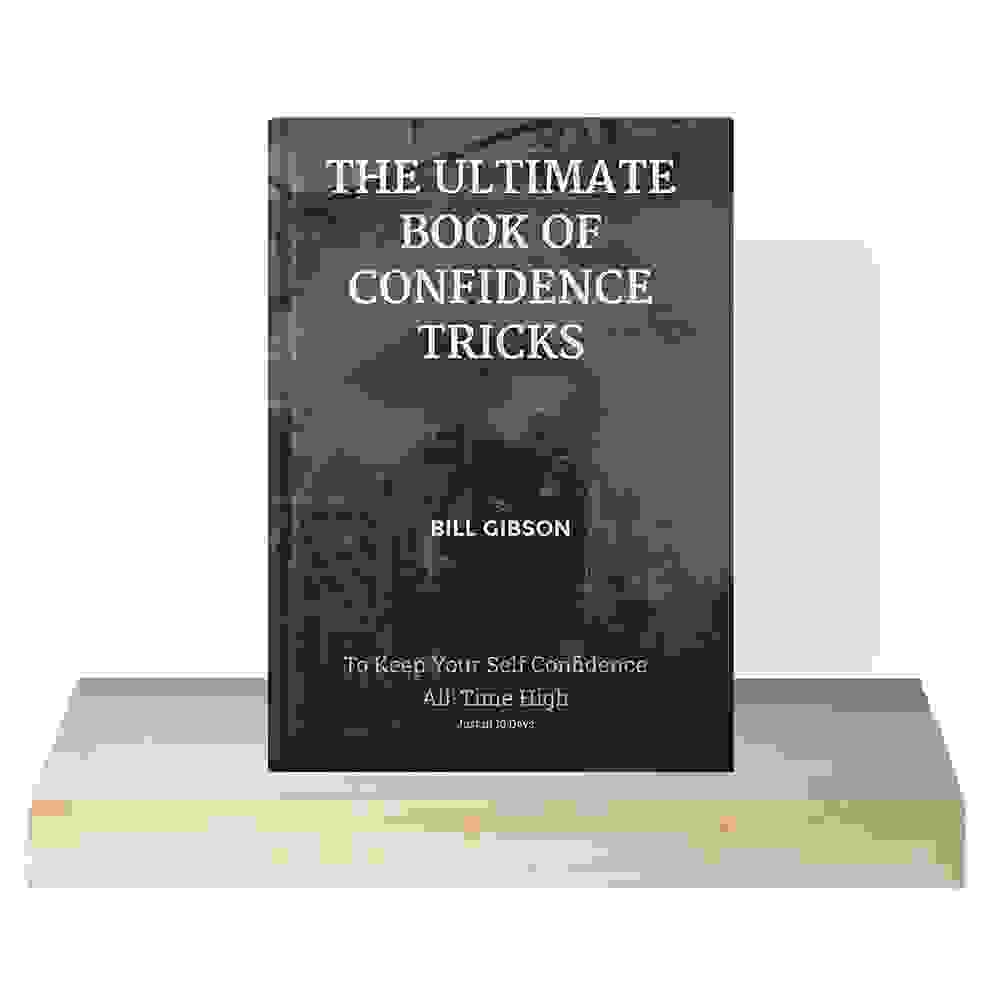 THE ULTIMATE
BOOK OF
CONFIDENCE
TRICKS
BILL GIBSON
To Keep Your Self Confidence
All Time High
Just in 10 Days